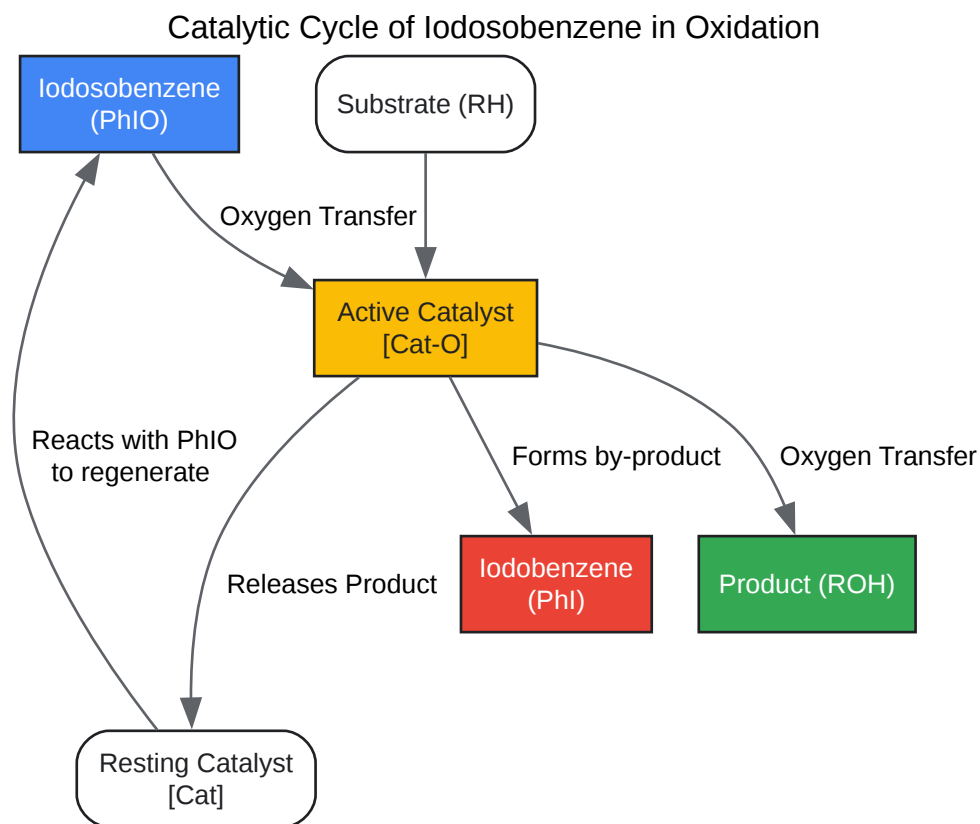 Catalytic Cycle of Iodosobenzene in Oxidation
Iodosobenzene
(PhIO)
Substrate (RH)
Oxygen Transfer
Active Catalyst
[Cat-O]
Reacts with PhIO
to regenerate
Forms by-product
Oxygen Transfer
Releases Product
Iodobenzene
(PhI)
Product (ROH)
Resting Catalyst
[Cat]